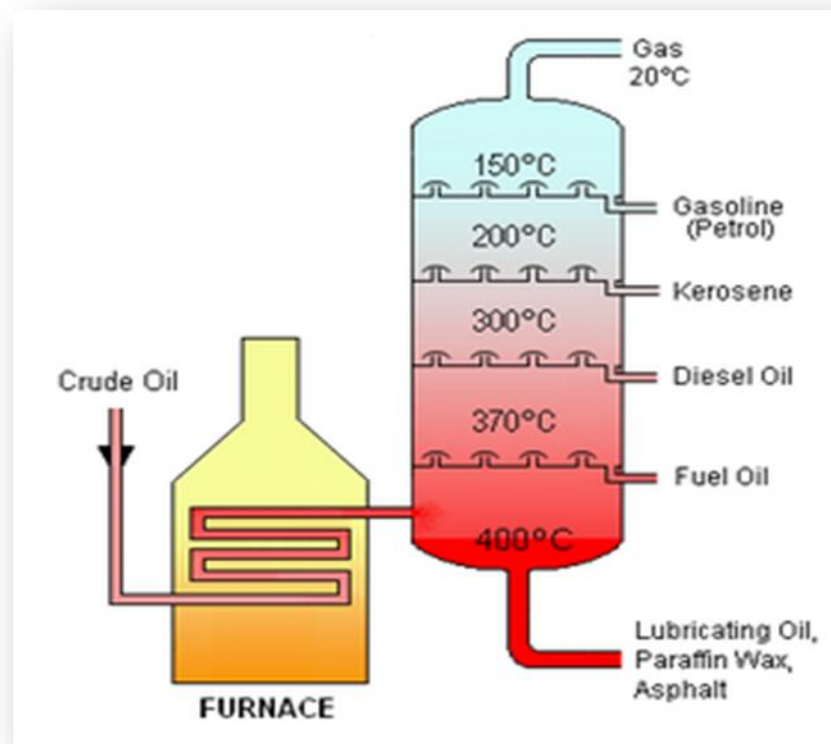 Gas
20°C
150°C
Gasoline
(Petrol)
200°C
Kerosene
300°C
Crude Oil
Diesel Oil
370°C
Fuel Oil
400°C
Lubricating Oil,
Paraffin Wax,
Asphalt
FURNACE